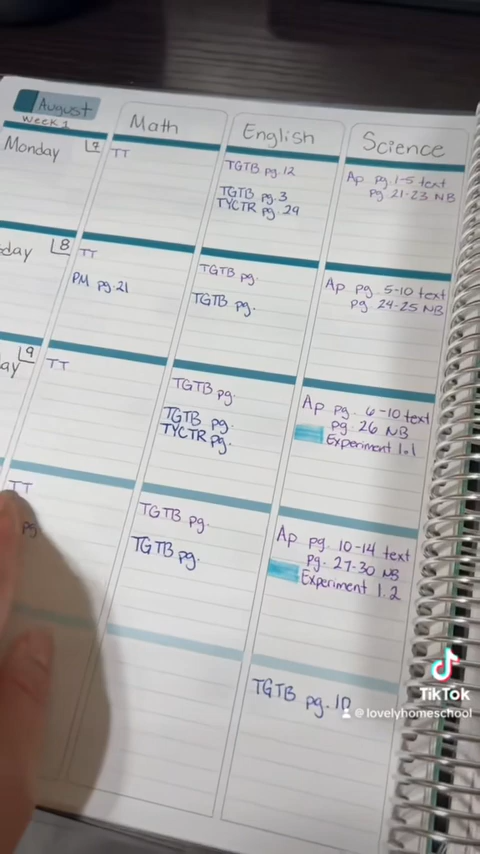 August
Week 1
Math
English
Science
Monday
7
TT
TGTB pg. 12
TGTB pg. 3
TYCTR pg. 29
Ap pg. 1-5 text
pg. 21-23 NB
day
8
TT
PM pg. 21
TGTB pg.
TGTB pg.
Ap pg. 5-10 text
pg. 24-25 NB
ay
9
TT
TGTB pg.
TGTB pg.
TYCTR pg.
Ap pg. 6-10 text
pg. 26 NB
Experiment 1.1
TT
pg
TGTB pg.
TGTB pg.
Ap pg. 10-14 text
pg. 27-30 NB
Experiment 1.2
TGTB pg.
TikTok
@lovelyhomeschool